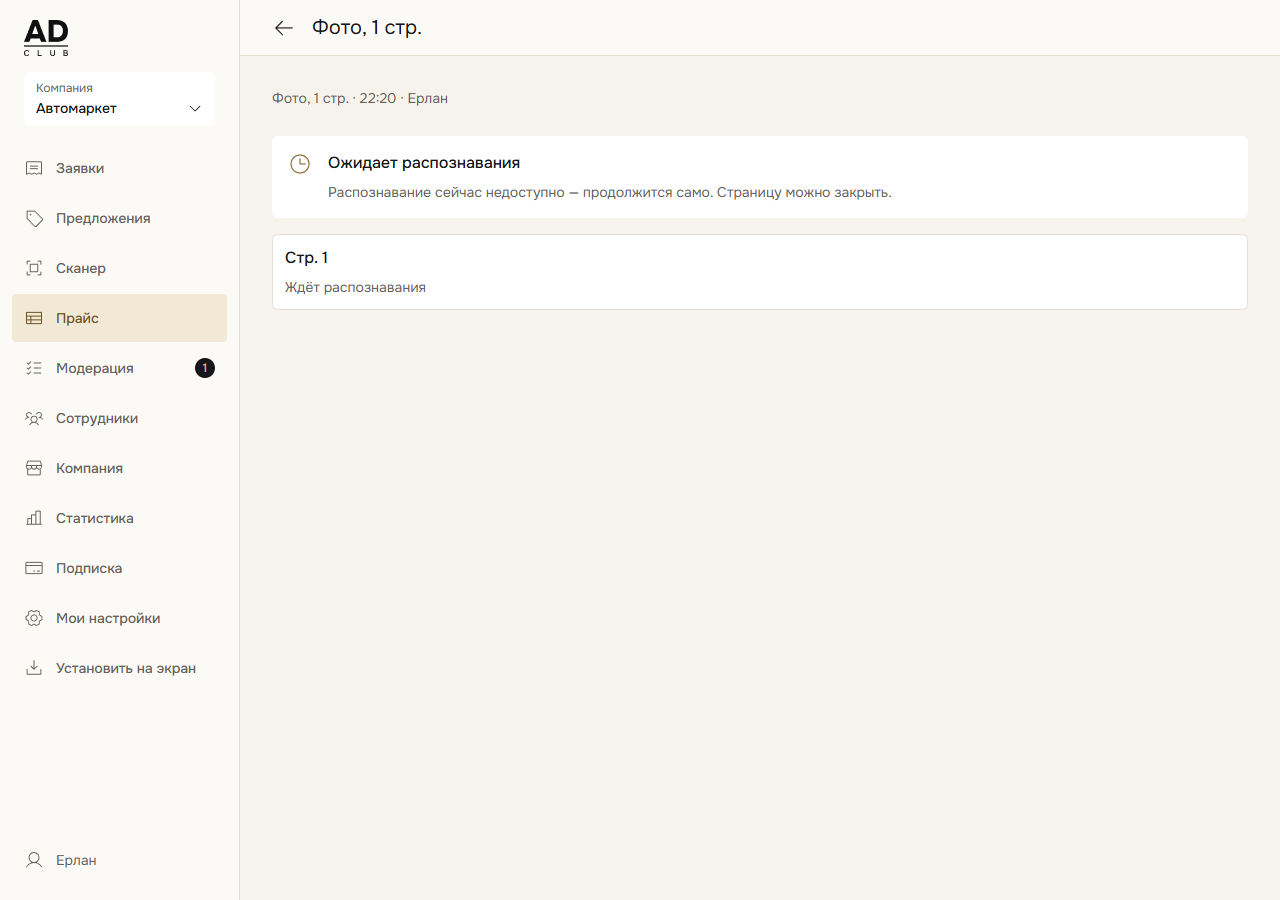 AD
CLUB
Компания
Автомаркет
Заявки
Предложения
Сканер
Прайс
Модерация
1
Сотрудники
Компания
Статистика
Подписка
Мои настройки
Установить на экран
Ерлан
Фото, 1 стр.
Фото, 1 стр. · 22:20 · Ерлан
Ожидает распознавания
Распознавание сейчас недоступно — продолжится само. Страницу можно закрыть.
Стр. 1
Ждёт распознавания